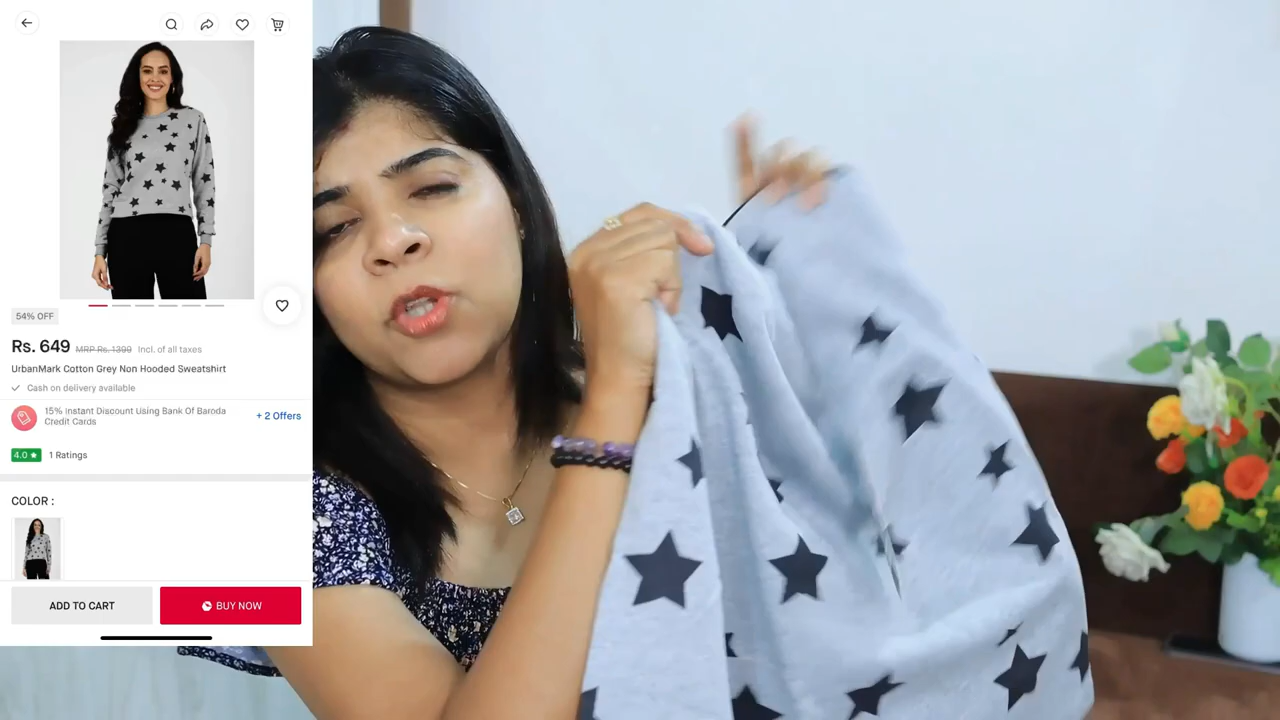 54% OFF
Rs. 649 MRP Rs. 1399 Incl. of all taxes
UrbanMark Cotton Grey Non Hooded Sweatshirt
Cash on delivery available
15% Instant Discount Using Bank Of Baroda
Credit Cards
+ 2 Offers
4.0 ★ 1 Ratings
COLOR :
ADD TO CART
BUY NOW